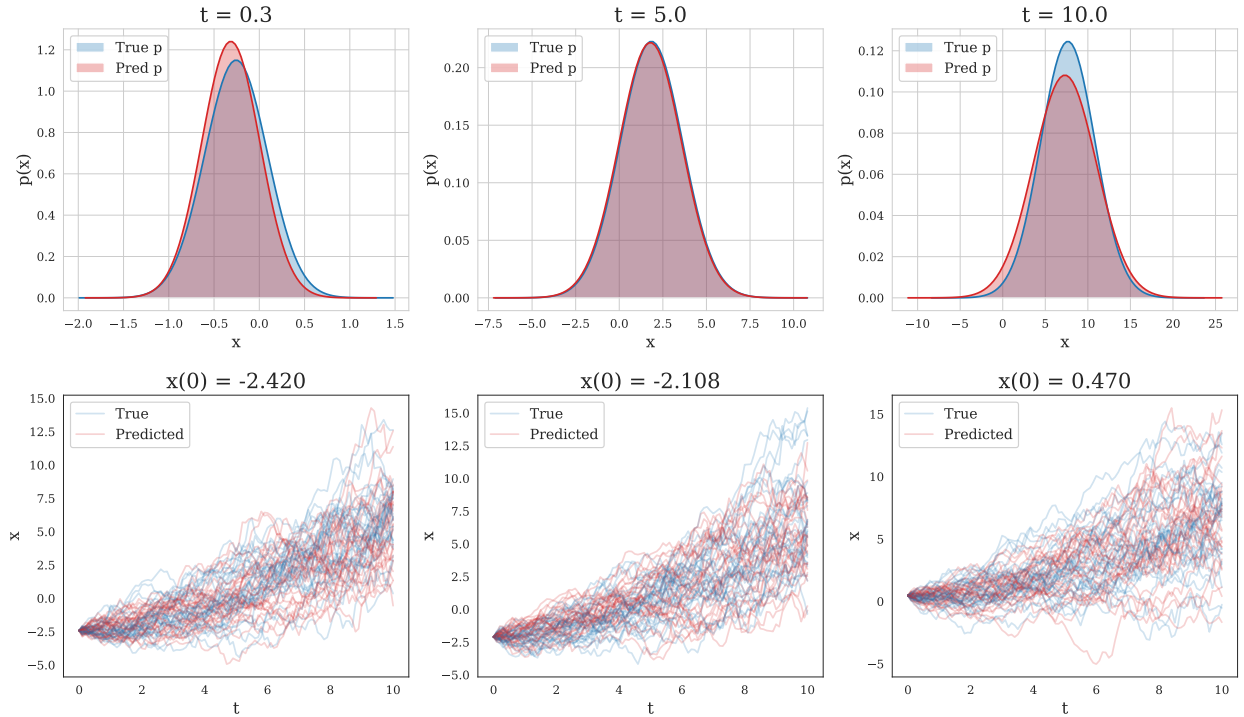 t = 0.3
1.2
1.0
0.8
0.6
0.4
0.2
0.0
p(x)
True p
Pred p
−2.0 −1.5 −1.0 −0.5 0.0 0.5 1.0 1.5
x
t = 5.0
0.20
0.15
0.10
0.05
0.00
p(x)
True p
Pred p
−7.5 −5.0 −2.5 0.0 2.5 5.0 7.5 10.0
x
t = 10.0
0.12
0.10
0.08
0.06
0.04
0.02
0.00
p(x)
True p
Pred p
−10 −5 0 5 10 15 20 25
x
x(0) = -2.420
15.0
12.5
10.0
7.5
5.0
2.5
0.0
−2.5
−5.0
x
True
Predicted
0 2 4 6 8 10
t
x(0) = -2.108
15.0
12.5
10.0
7.5
5.0
2.5
0.0
−2.5
−5.0
x
True
Predicted
0 2 4 6 8 10
t
x(0) = 0.470
15
10
5
0
−5
x
True
Predicted
0 2 4 6 8 10
t